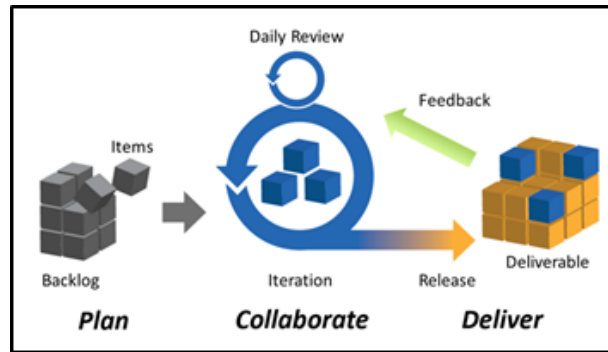 Daily Review
Feedback
Items
Backlog
Iteration
Release
Deliverable
Plan
Collaborate
Deliver